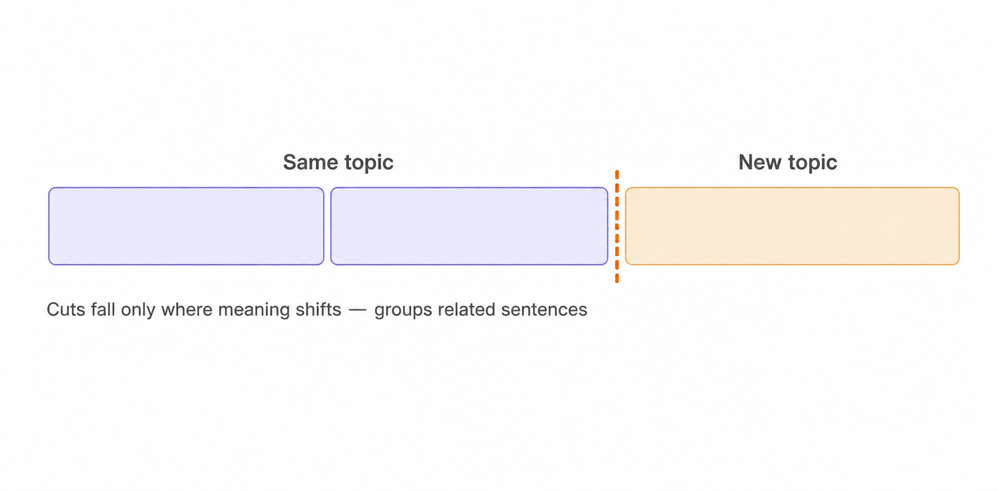 Same topic
New topic
Cuts fall only where meaning shifts — groups related sentences